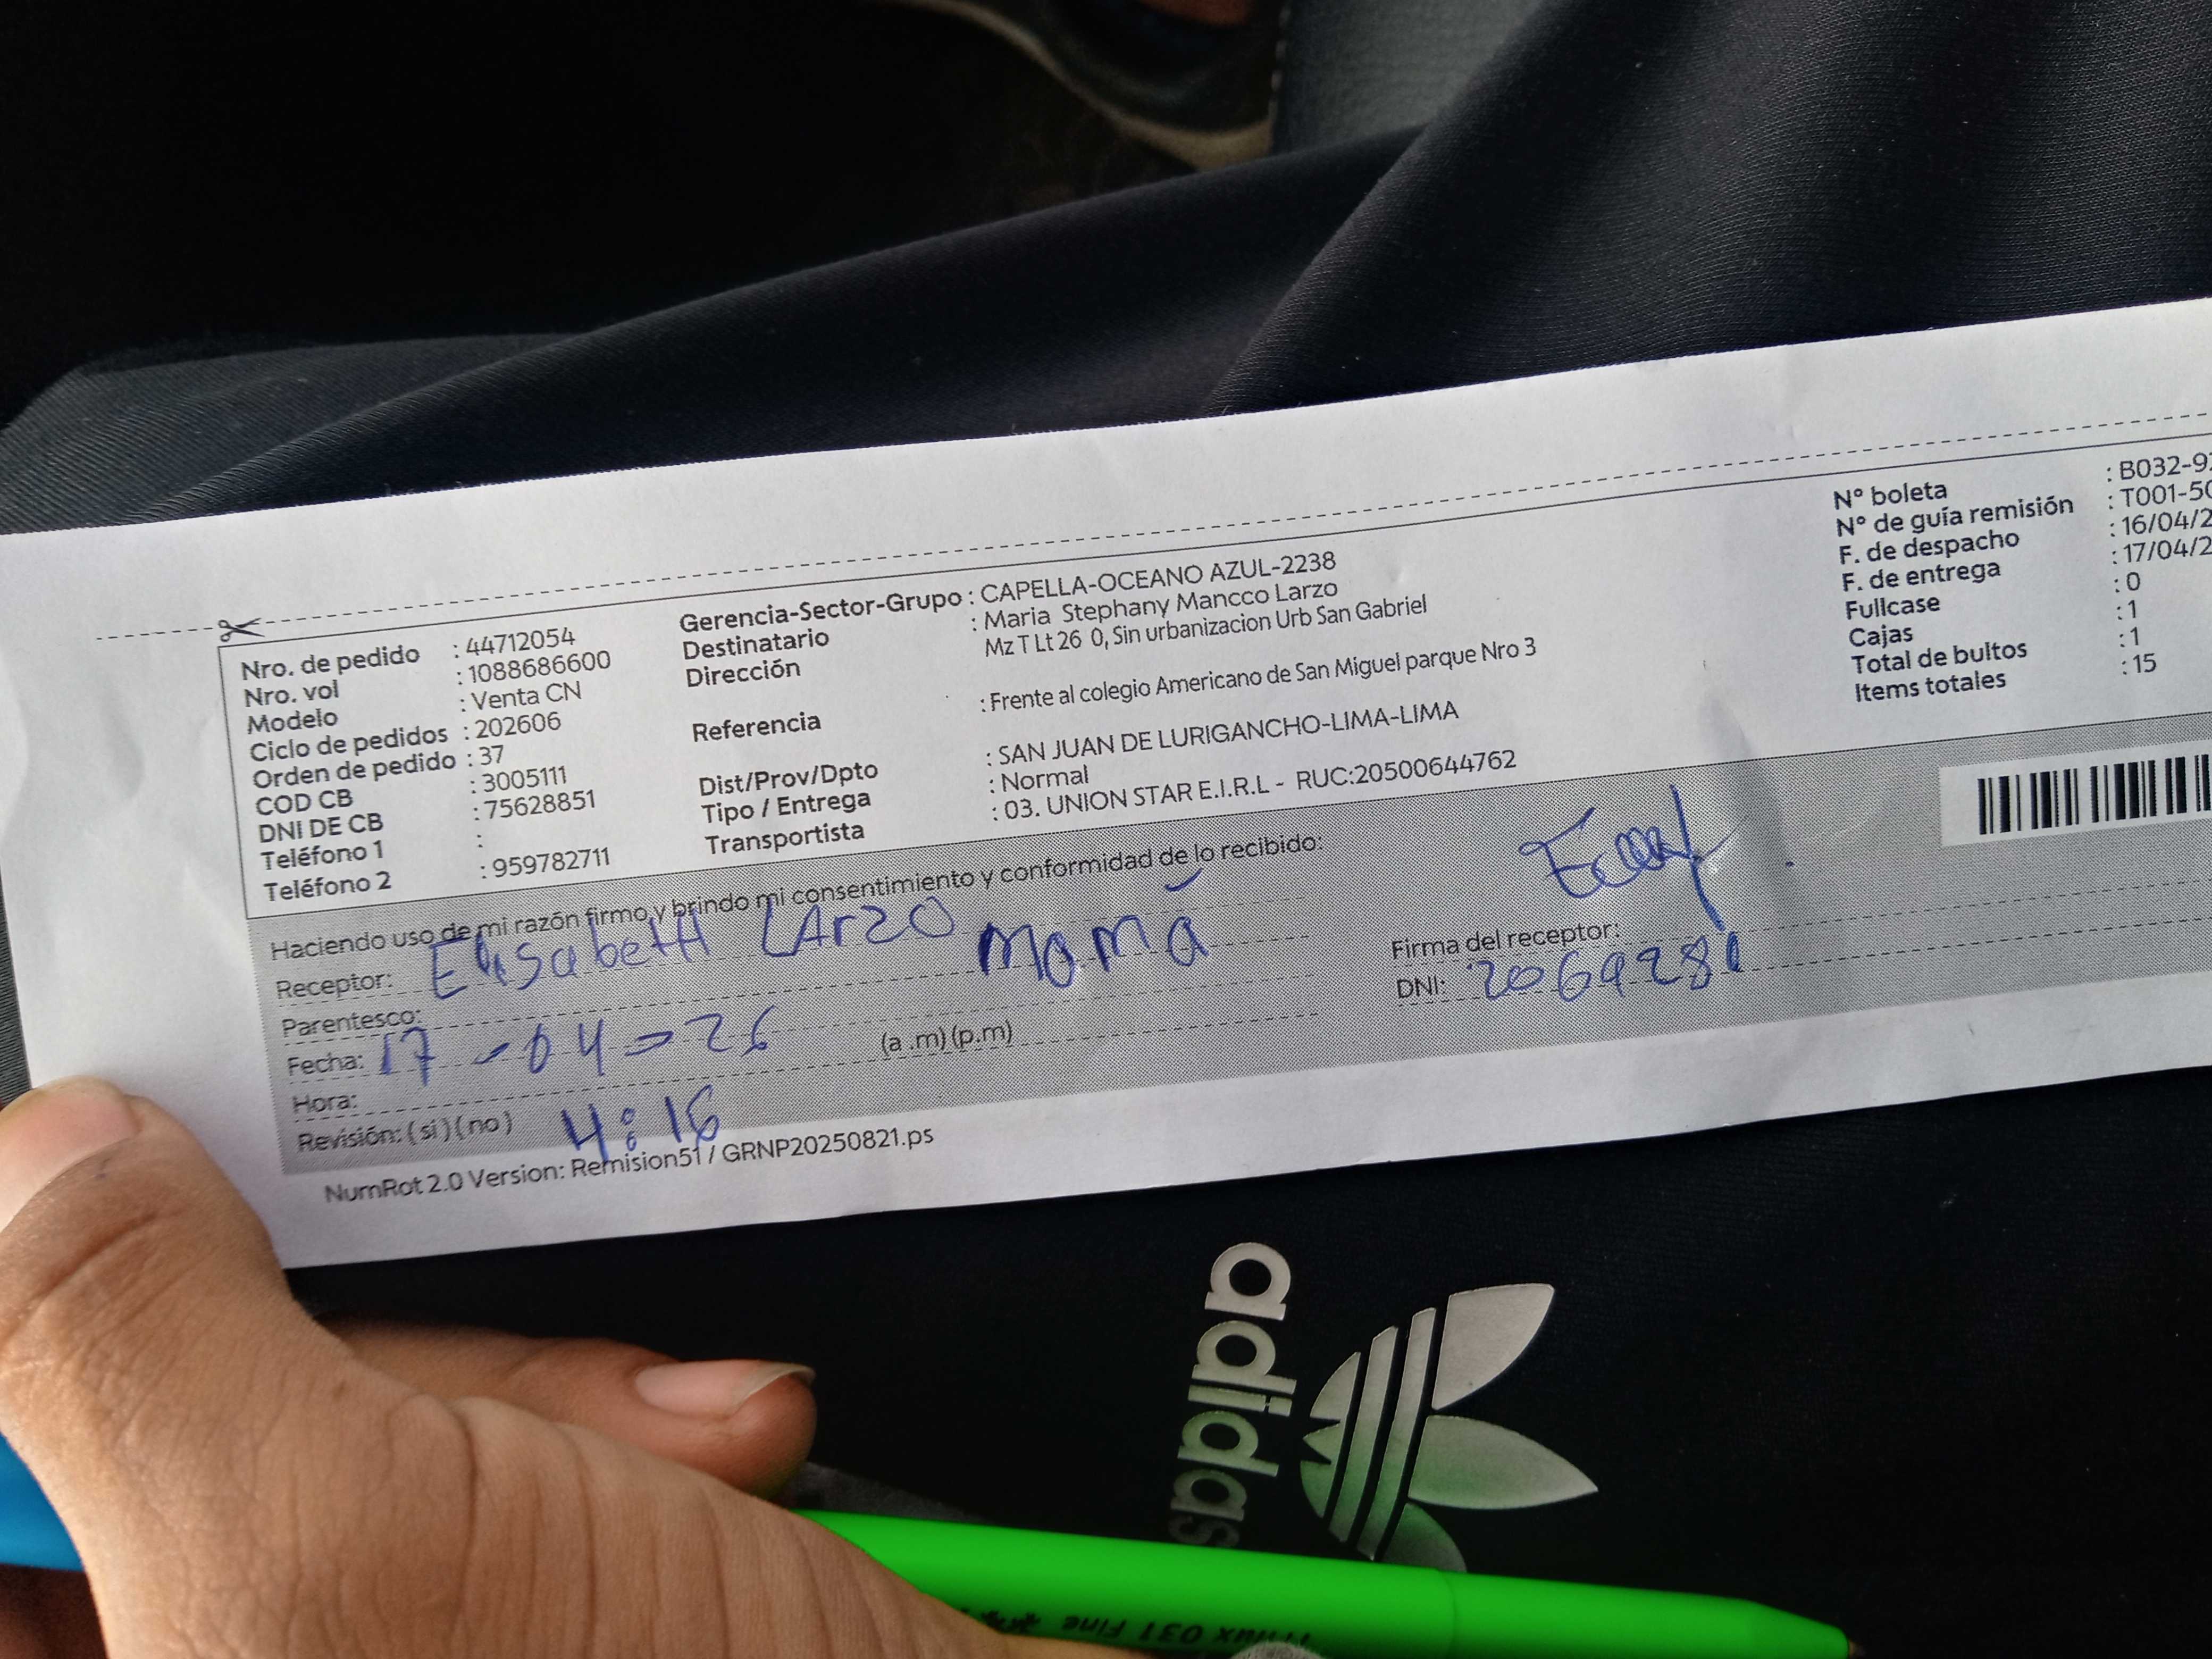 Nro. de pedido : 44712054
Nro. vol : 1088686600
Modelo : Venta CN
Ciclo de pedidos : 202606
Orden de pedido : 37
COD CB : 3005111
DNI DE CB : 75628851
Teléfono 1 :
Teléfono 2 : 959782711
Gerencia-Sector-Grupo : CAPELLA-OCEANO AZUL-2238
Destinatario : Maria Stephany Mancco Larzo
Dirección Mz T Lt 26 0, Sin urbanizacion Urb San Gabriel
Referencia : Frente al colegio Americano de San Miguel parque Nro 3
Dist/Prov/Dpto : SAN JUAN DE LURIGANCHO-LIMA-LIMA
Tipo / Entrega : Normal
Transportista : 03. UNION STAR E.I.R.L - RUC:20500644762
N° boleta : B032-9
N° de guía remisión : T001-50
F. de despacho : 16/04/2
F. de entrega : 17/04/2
Fullcase : 0
Cajas : 1
Total de bultos : 1
Items totales : 15
Haciendo uso de mi razón firmo y brindo mi consentimiento y conformidad de lo recibido:
Receptor: Elisabett LArzo
Parentesco: Mamá
Fecha: 17-04-26 (a .m) (p.m)
Hora:
Revisión: ( si ) ( no ) 4:16
Firma del receptor:
DNI:
NumRot 2.0 Version: Remision51 / GRNP20250821.ps
adidas
031 Fine